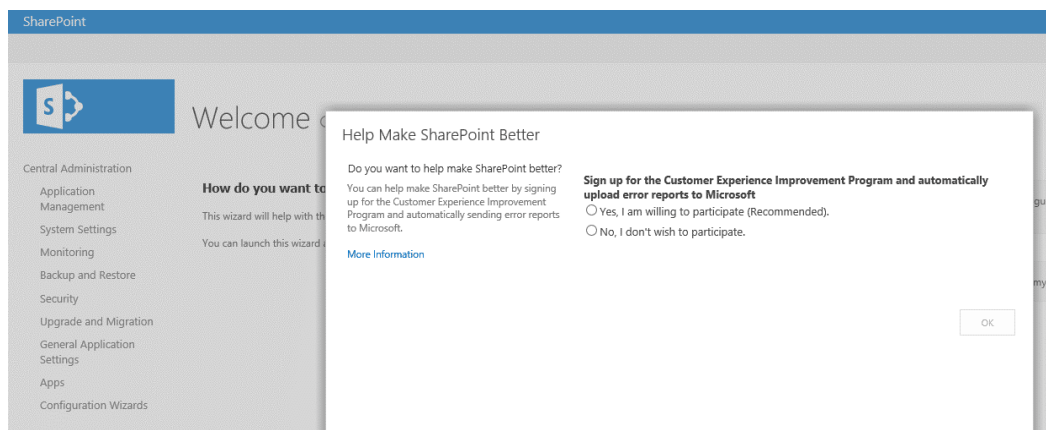 SharePoint
S
Welcome
Central Administration
Application
Management
System Settings
Monitoring
Backup and Restore
Security
Upgrade and Migration
General Application
Settings
Apps
Configuration Wizards
How do you want to
This wizard will help with th
You can launch this wizard
Help Make SharePoint Better
Do you want to help make SharePoint better?
You can help make SharePoint better by signing
up for the Customer Experience Improvement
Program and automatically sending error reports
to Microsoft.
More Information
Sign up for the Customer Experience Improvement Program and automatically
upload error reports to Microsoft
Yes, I am willing to participate (Recommended).
No, I don't wish to participate.
OK
gu
my